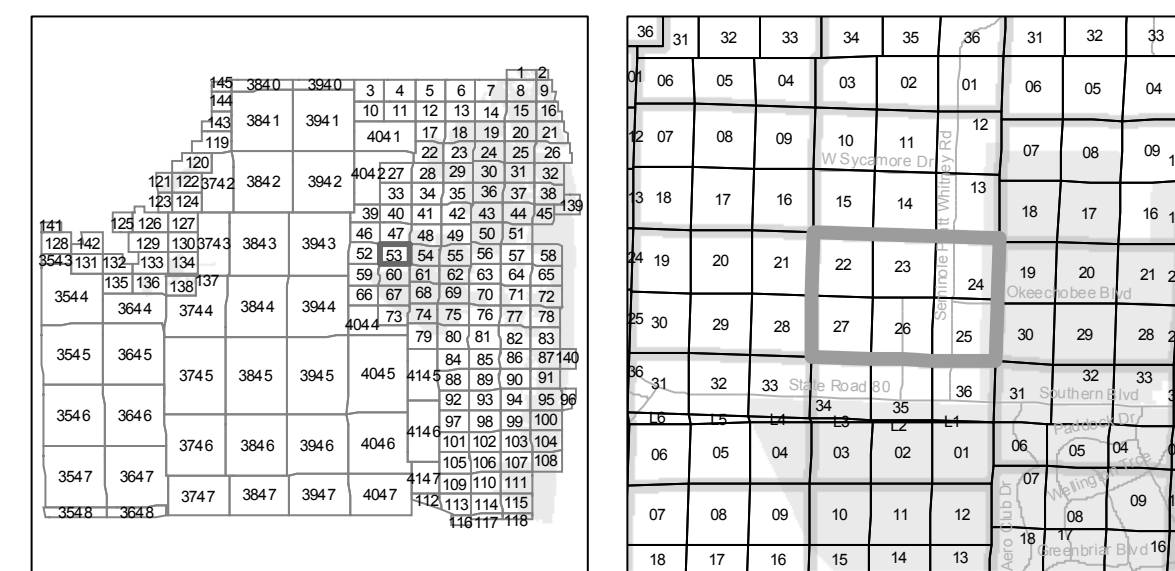 1 2
145 3840 3940 3 4 5 6 7 8 9
144 10 11 12 13 14 15 16
143 3841 3941
119 4041 17 18 19 20 21
120 22 23 24 25 26
121 122 3742 3842 3942 4042 27 28 29 30 31 32
123 124 33 34 35 36 37 38
139
141 125 126 127 39 40 41 42 43 44 45
128 142 129 130 3743 3843 3943 46 47 48 49 50 51
3543 131 132 133 134 52 53 54 55 56 57 58
135 136 138 137 59 60 61 62 63 64 65
3544 3644 3744 3844 3944 66 67 68 69 70 71 72
4044 73 74 75 76 77 78
79 80 81 82 83
3545 3645 84 85 86 87 140
3745 3845 3945 4045 4145 88 89 90 91
92 93 94 95 96
3546 3646 97 98 99 100
3746 3846 3946 4046 4146 101 102 103 104
105 106 107 108
3547 3647 4147 109 110 111
3747 3847 3947 4047 112 113 114 115
3548 3648 116 117 118
36 31 32 33 34 35 36 31 32 33
01 06 05 04 03 02 01 06 05 04
12 07 08 09 10 11 12 07 08 09 1
W Sycamore Dr
13 18 17 16 15 14 13 18 17 16 1
Seminole Pratt Whitney Rd
24 19 20 21 22 23 24 19 20 21 2
Okeechobee Blvd
25 30 29 28 27 26 25 30 29 28 2
36 31 32 33 State Road 80 34 35 36 31 32 33 3
Southern Blvd
L6 L5 L4 L3 L2 L1
Paddock Dr
06 05 04 03 02 01 06 05 04 0
Wellington Trce
07 08 09 10 11 12 07 08 09 1
Aero Club Dr
18 17 16 15 14 13 18 17 16
Greenbriar Blvd